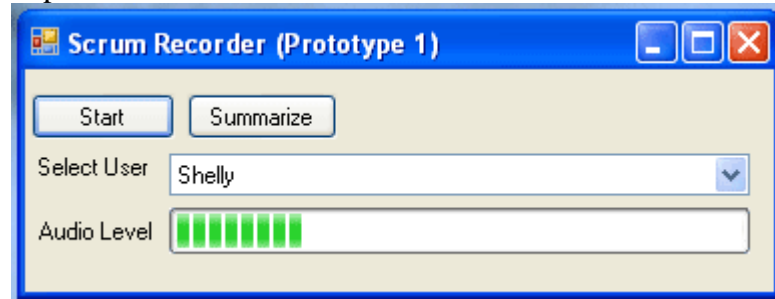 Scrum Recorder (Prototype 1)
Start Summarize
Select User Shelly
Audio Level